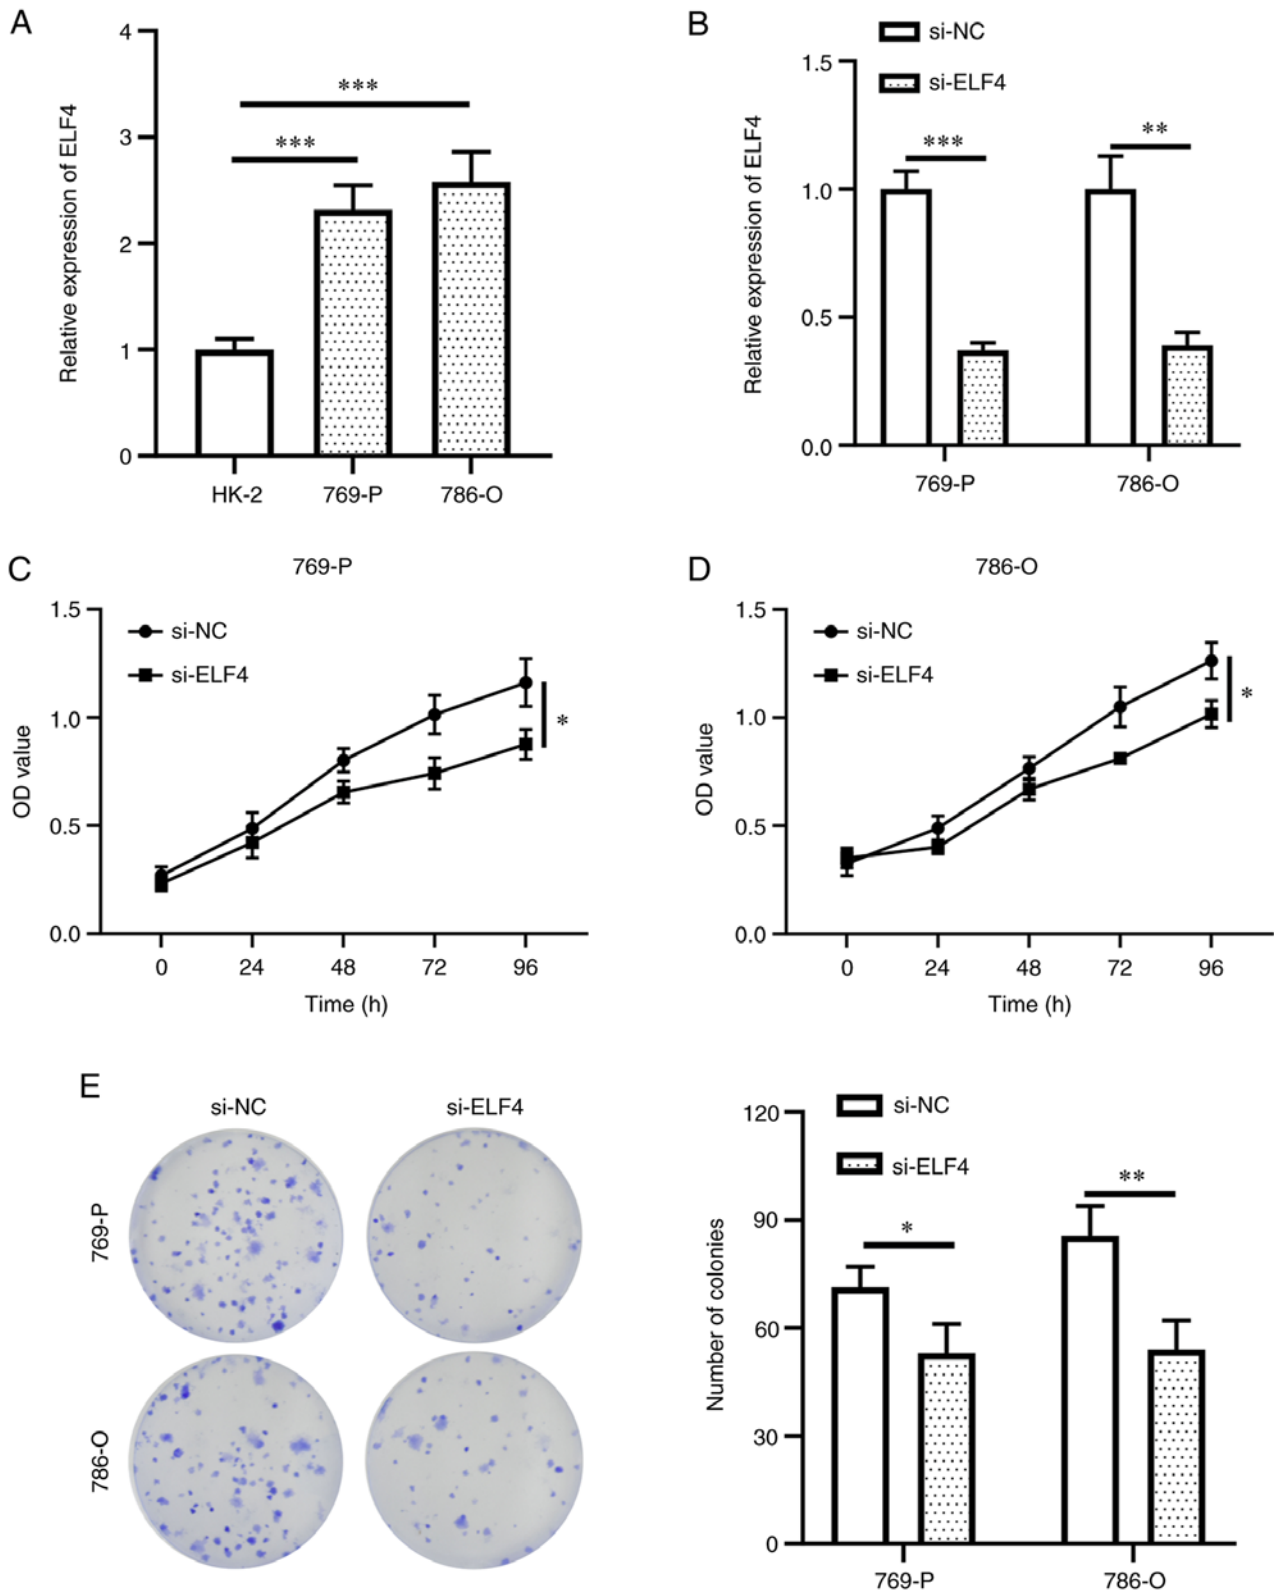 A
Relative expression of ELF4
4
3
2
1
0
***
***
HK-2
769-P
786-O
B
si-NC
si-ELF4
Relative expression of ELF4
1.5
1.0
0.5
0.0
***
**
769-P
786-O
C
769-P
OD value
1.5
1.0
0.5
0.0
si-NC
si-ELF4
*
0 24 48 72 96
Time (h)
D
786-O
OD value
1.5
1.0
0.5
0.0
si-NC
si-ELF4
*
0 24 48 72 96
Time (h)
E
si-NC
si-ELF4
769-P
786-O
si-NC
si-ELF4
Number of colonies
120
90
60
30
0
*
**
769-P
786-O